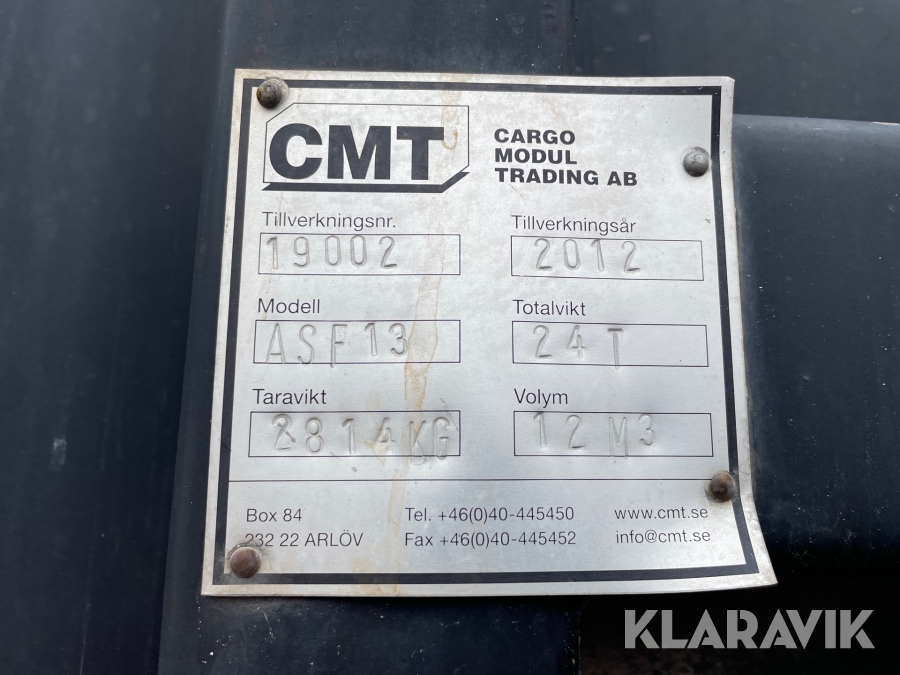 CMT
CARGO
MODUL
TRADING AB
Tillverkningsnr.
19002
Tillverkningsår
2012
Modell
ASF13
Totalvikt
24T
Taravikt
2814KG
Volym
12M3
Box 84
232 22 ARLÖV
Tel. +46(0)40-445450
Fax +46(0)40-445452
www.cmt.se
info@cmt.se
KLARAVIK